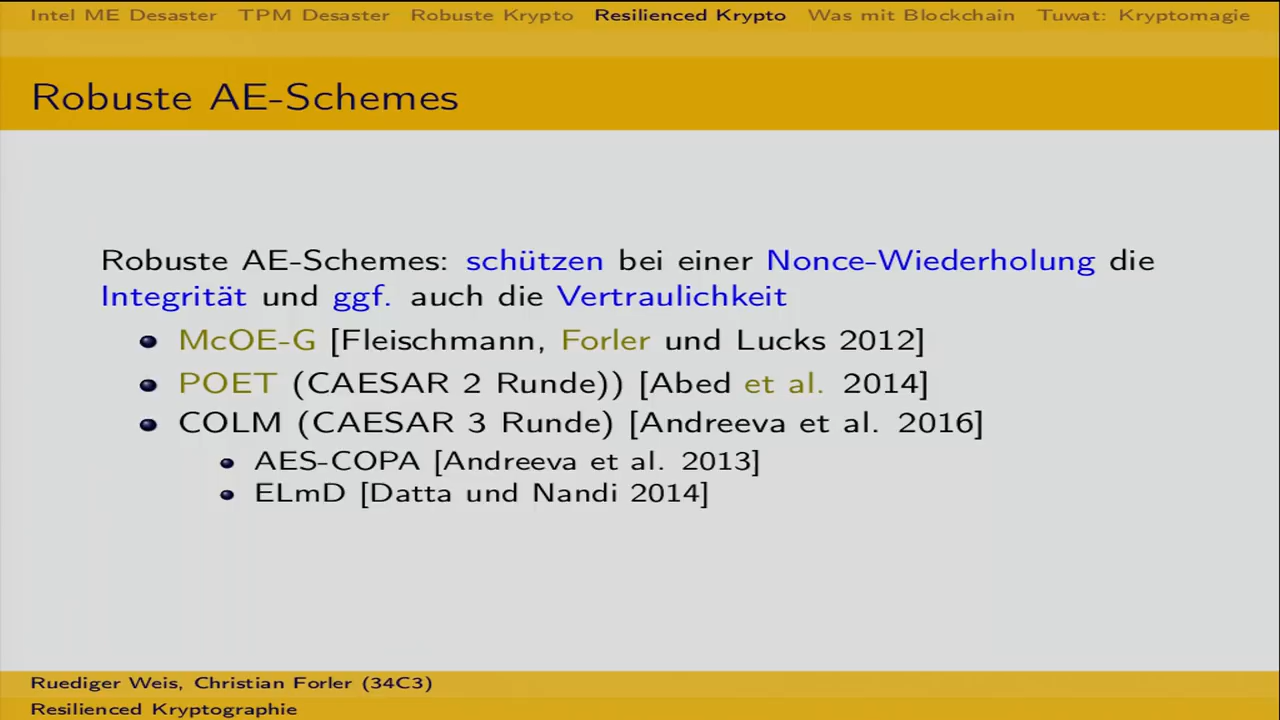 Intel ME Desaster TPM Desaster Robuste Krypto Resilienced Krypto Was mit Blockchain Tuwat: Kryptomagie
Robuste AE-Schemes
Robuste AE-Schemes: schützen bei einer Nonce-Wiederholung die
Integrität und ggf. auch die Vertraulichkeit
McOE-G [Fleischmann, Forler und Lucks 2012]
POET (CAESAR 2 Runde)) [Abed et al. 2014]
COLM (CAESAR 3 Runde) [Andreeva et al. 2016]
AES-COPA [Andreeva et al. 2013]
ELmD [Datta und Nandi 2014]
Ruediger Weis, Christian Forler (34C3)
Resilienced Kryptographie